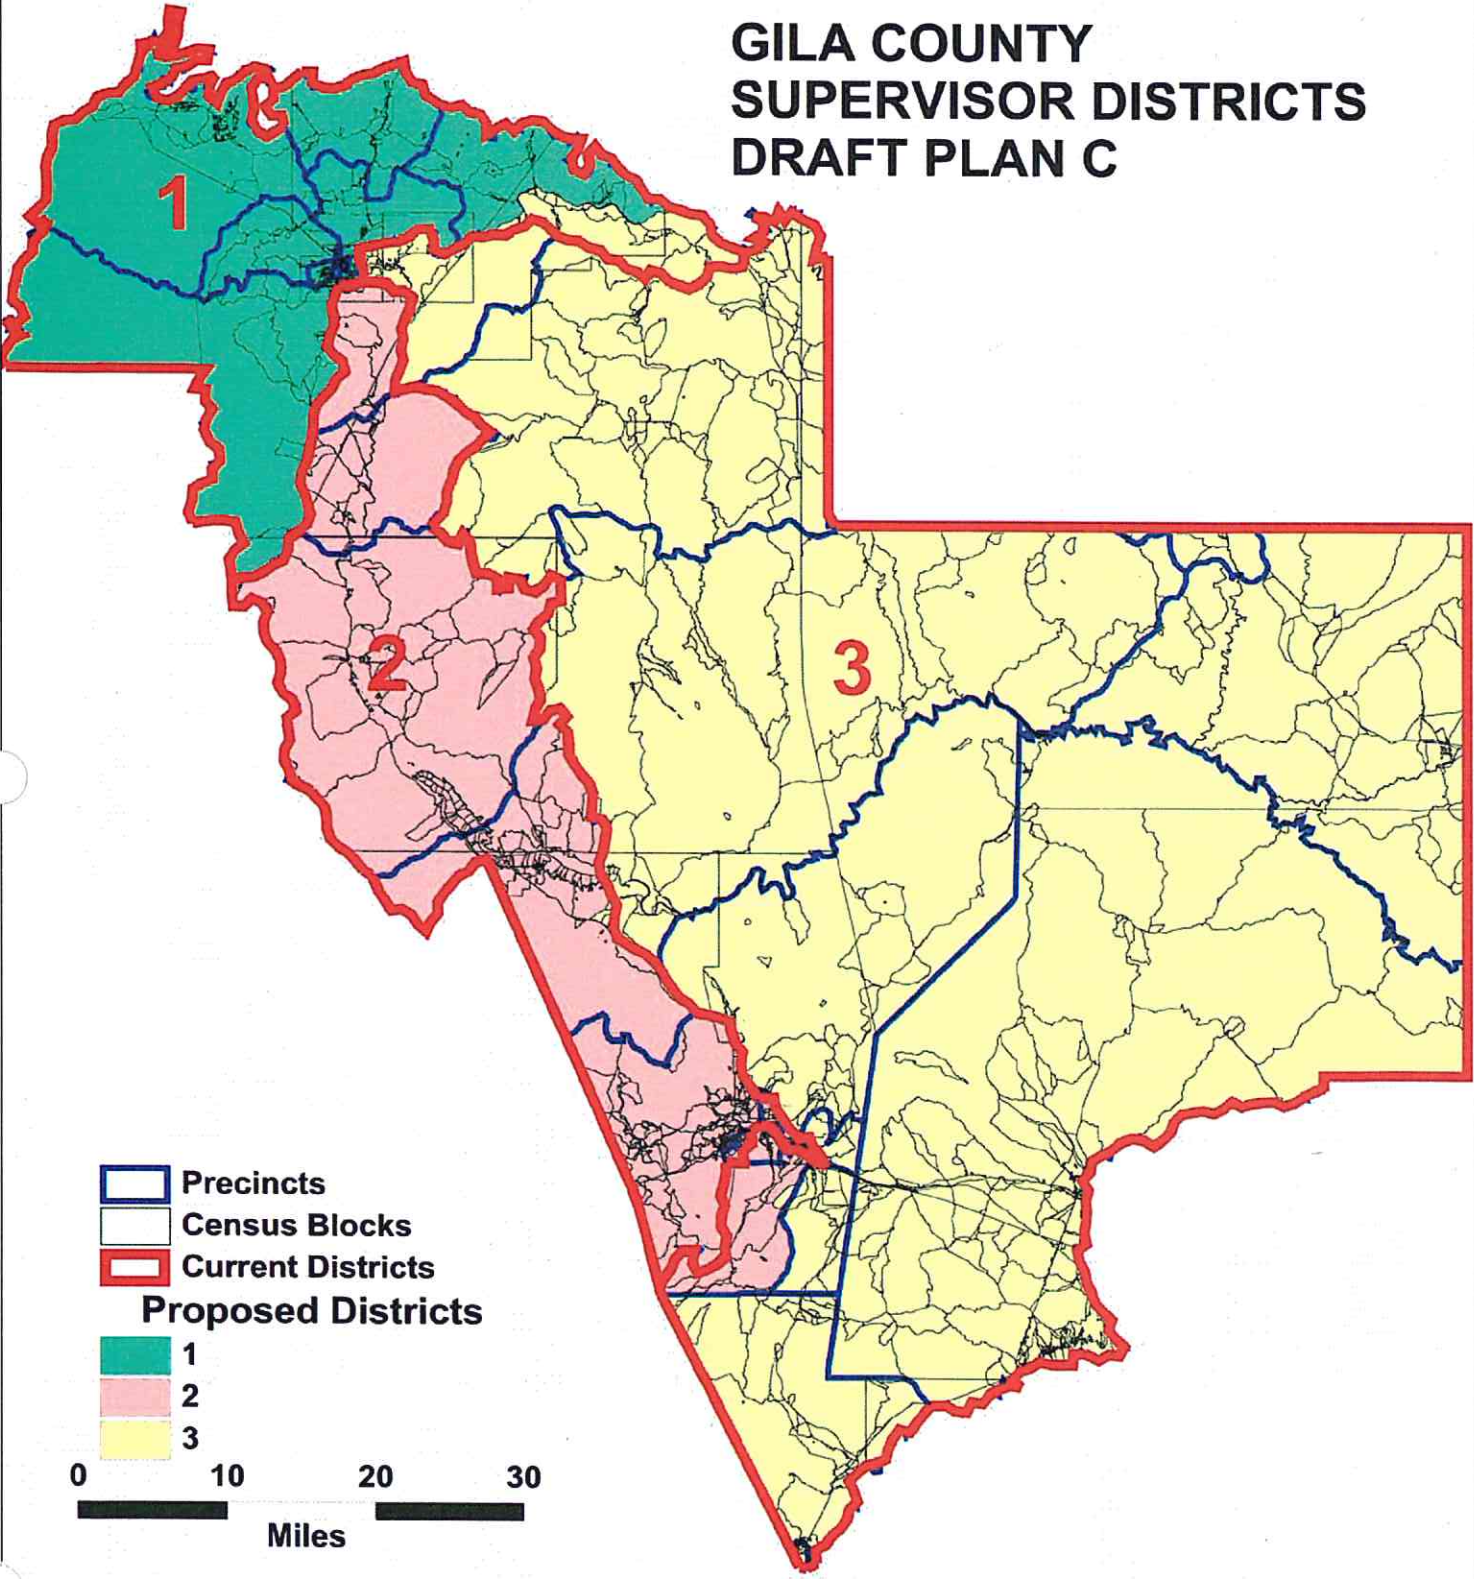 GILA COUNTY
SUPERVISOR DISTRICTS
DRAFT PLAN C
1
2
3
Precincts
Census Blocks
Current Districts
Proposed Districts
1
2
3
0 10 20 30
Miles